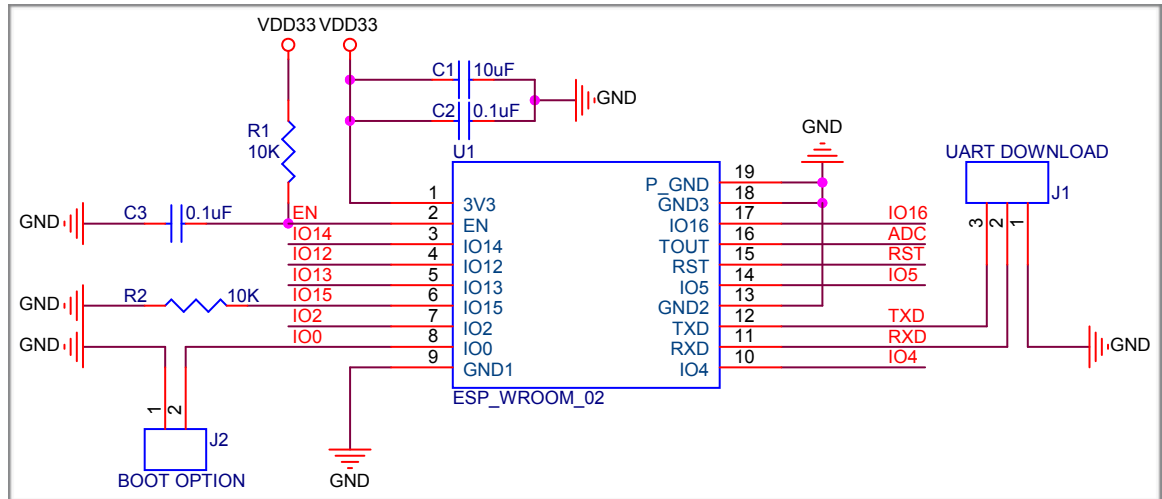 VDD33 VDD33
C1 10uF
GND
C2 0.1uF
R1
10K
U1
GND
UART DOWNLOAD
J1
3 2 1
GND C3 0.1uF
EN
IO14
IO12
IO13
GND R2 10K IO15
IO2
GND IO0
1 3V3
2 EN
3 IO14
4 IO12
5 IO13
6 IO15
7 IO2
8 IO0
9 GND1
P_GND 19
GND3 18
IO16 17 IO16
TOUT 16 ADC
RST 15 RST
IO5 14 IO5
GND2 13
TXD 12 TXD
RXD 11 RXD
IO4 10 IO4
GND
ESP_WROOM_02
1 2
J2
BOOT OPTION
GND